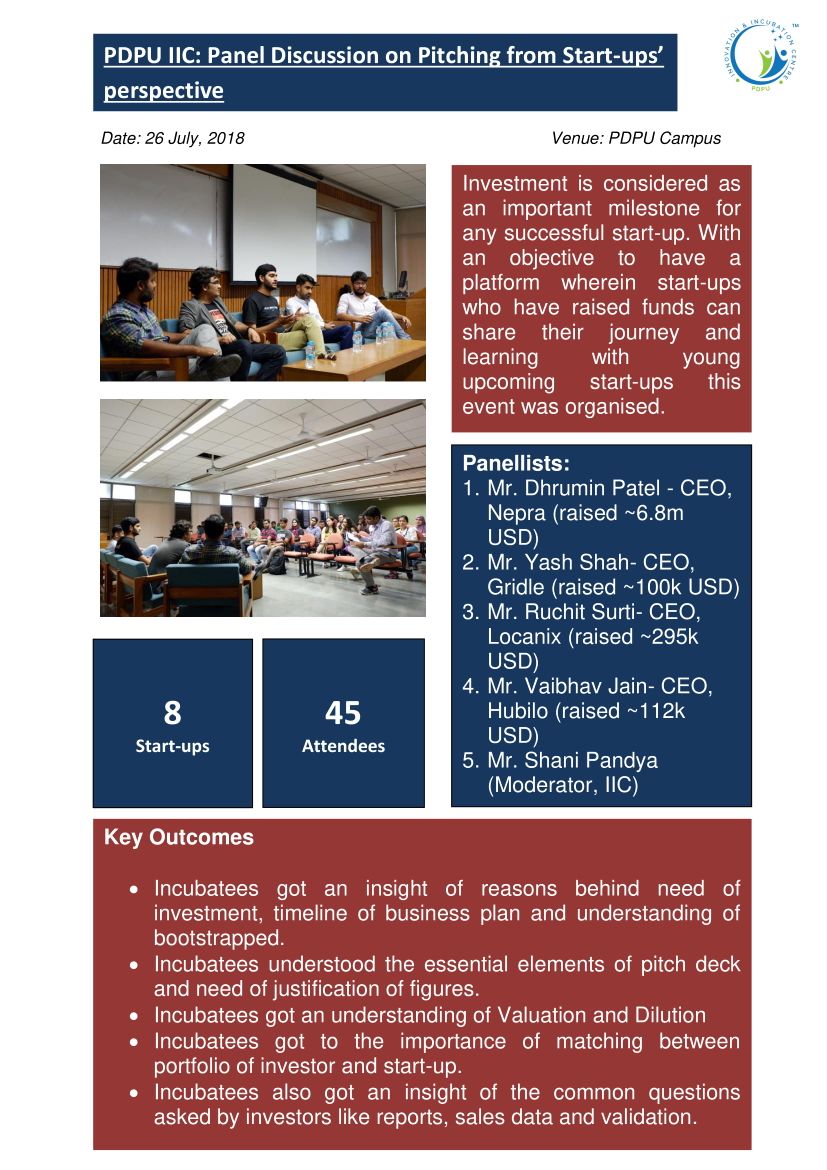 PDPU IIC: Panel Discussion on Pitching from Start-ups’
perspective
INNOVATION & INCUBATION CENTRE
TM
PDPU
Date: 26 July, 2018
Venue: PDPU Campus
Investment is considered as
an important milestone for
any successful start-up. With
an objective to have a
platform wherein start-ups
who have raised funds can
share their journey and
learning with young
upcoming start-ups this
event was organised.
Panellists:
1. Mr. Dhrumin Patel - CEO,
Nepra (raised ~6.8m
USD)
2. Mr. Yash Shah- CEO,
Gridle (raised ~100k USD)
3. Mr. Ruchit Surti- CEO,
Locanix (raised ~295k
USD)
4. Mr. Vaibhav Jain- CEO,
Hubilo (raised ~112k
USD)
5. Mr. Shani Pandya
(Moderator, IIC)
8
Start-ups
45
Attendees
Key Outcomes
• Incubatees got an insight of reasons behind need of
investment, timeline of business plan and understanding of
bootstrapped.
• Incubatees understood the essential elements of pitch deck
and need of justification of figures.
• Incubatees got an understanding of Valuation and Dilution
• Incubatees got to the importance of matching between
portfolio of investor and start-up.
• Incubatees also got an insight of the common questions
asked by investors like reports, sales data and validation.